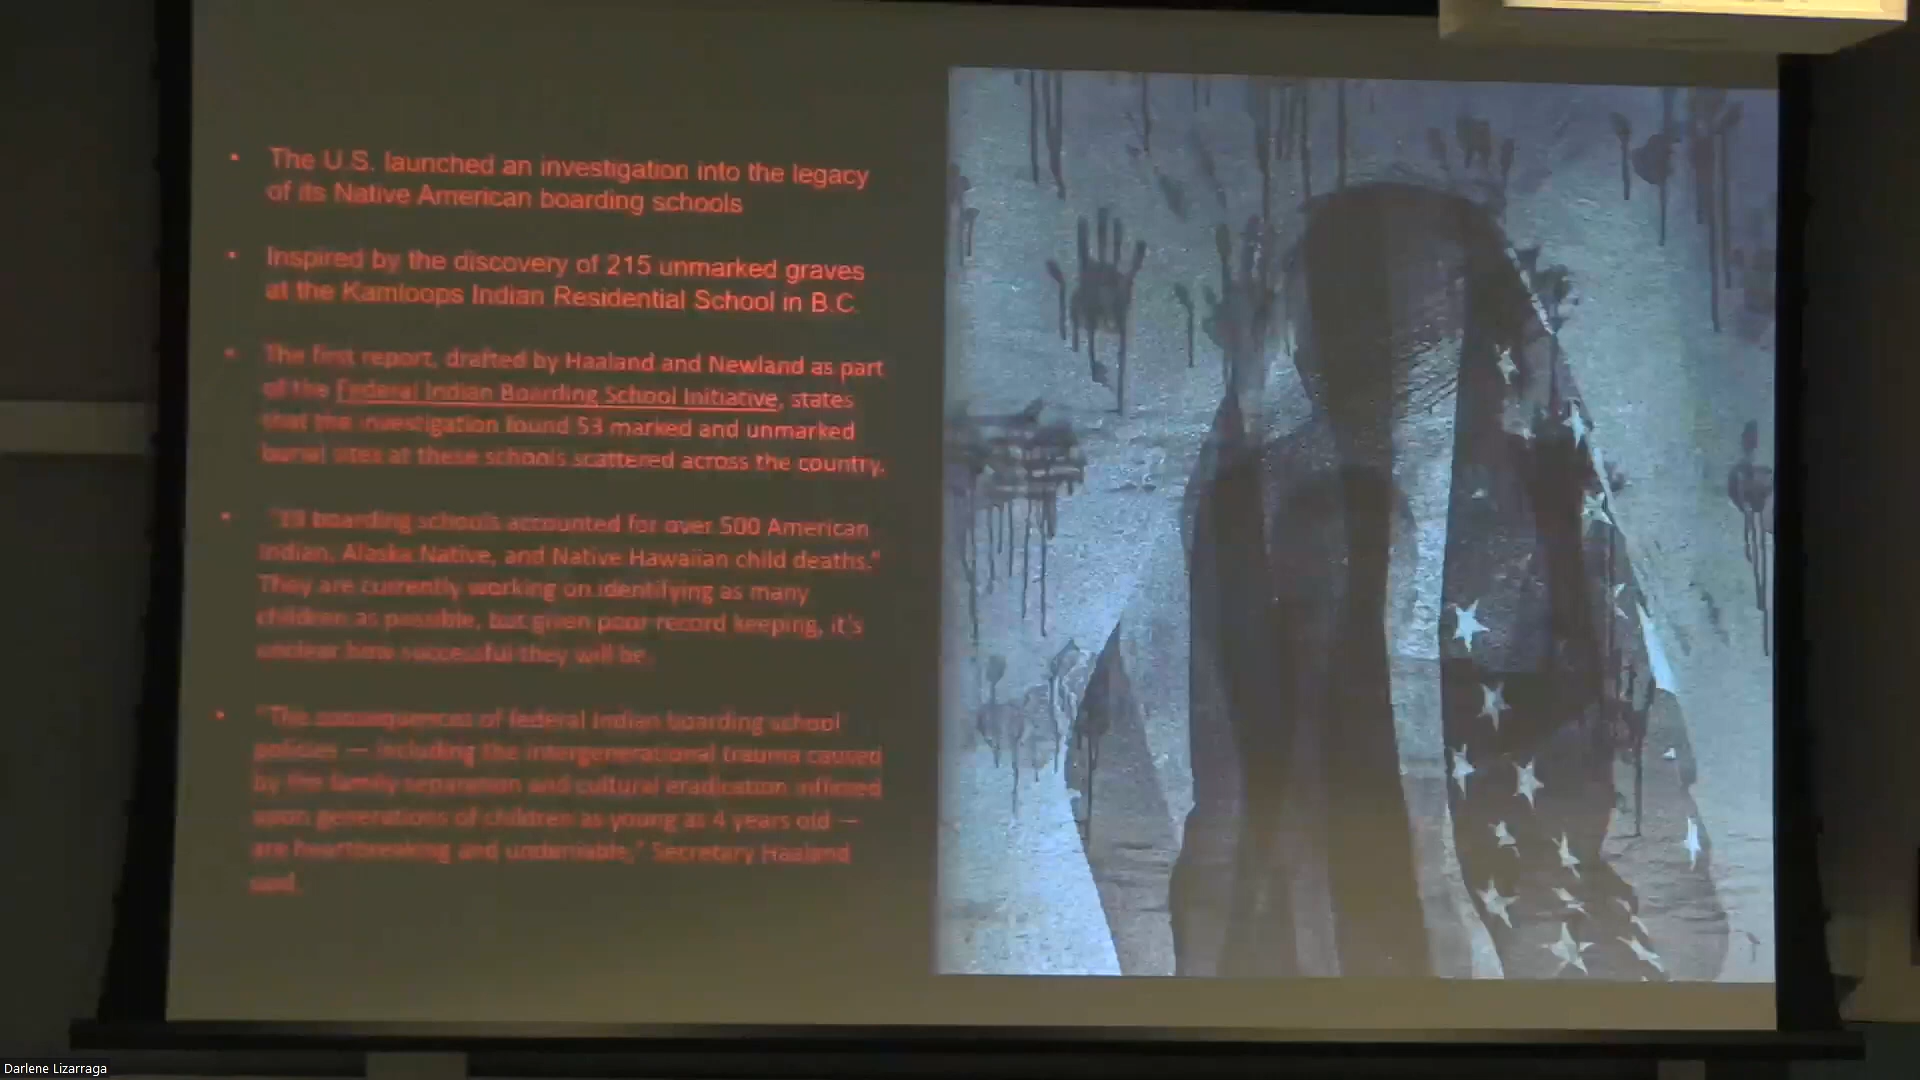 • The U.S. launched an investigation into the legacy
of its Native American boarding schools
• Inspired by the discovery of 215 unmarked graves
at the Kamloops Indian Residential School in B.C.
• The first report, drafted by Haaland and Newland as part
of the Federal Indian Boarding School Initiative, states
that the investigation found 53 marked and unmarked
burial sites at these schools scattered across the country.
• "19 boarding schools accounted for over 500 American
Indian, Alaska Native, and Native Hawaiian child deaths."
They are currently working on identifying as many
children as possible, but given poor record keeping, it's
unclear how successful they will be.
• "The consequences of federal Indian boarding school
policies — including the intergenerational trauma caused
by the family separation and cultural eradication inflicted
upon generations of children as young as 4 years old —
are heartbreaking and undeniable," Secretary Haaland
said.
Darlene Lizarraga